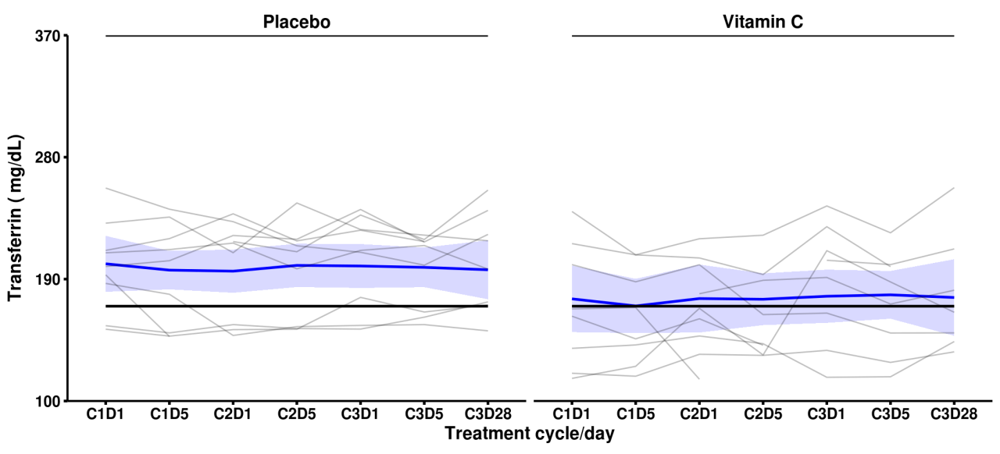 Placebo
Vitamin C
Transferrin ( mg/dL)
370
280
190
100
C1D1 C1D5 C2D1 C2D5 C3D1 C3D5 C3D28
C1D1 C1D5 C2D1 C2D5 C3D1 C3D5 C3D28
Treatment cycle/day